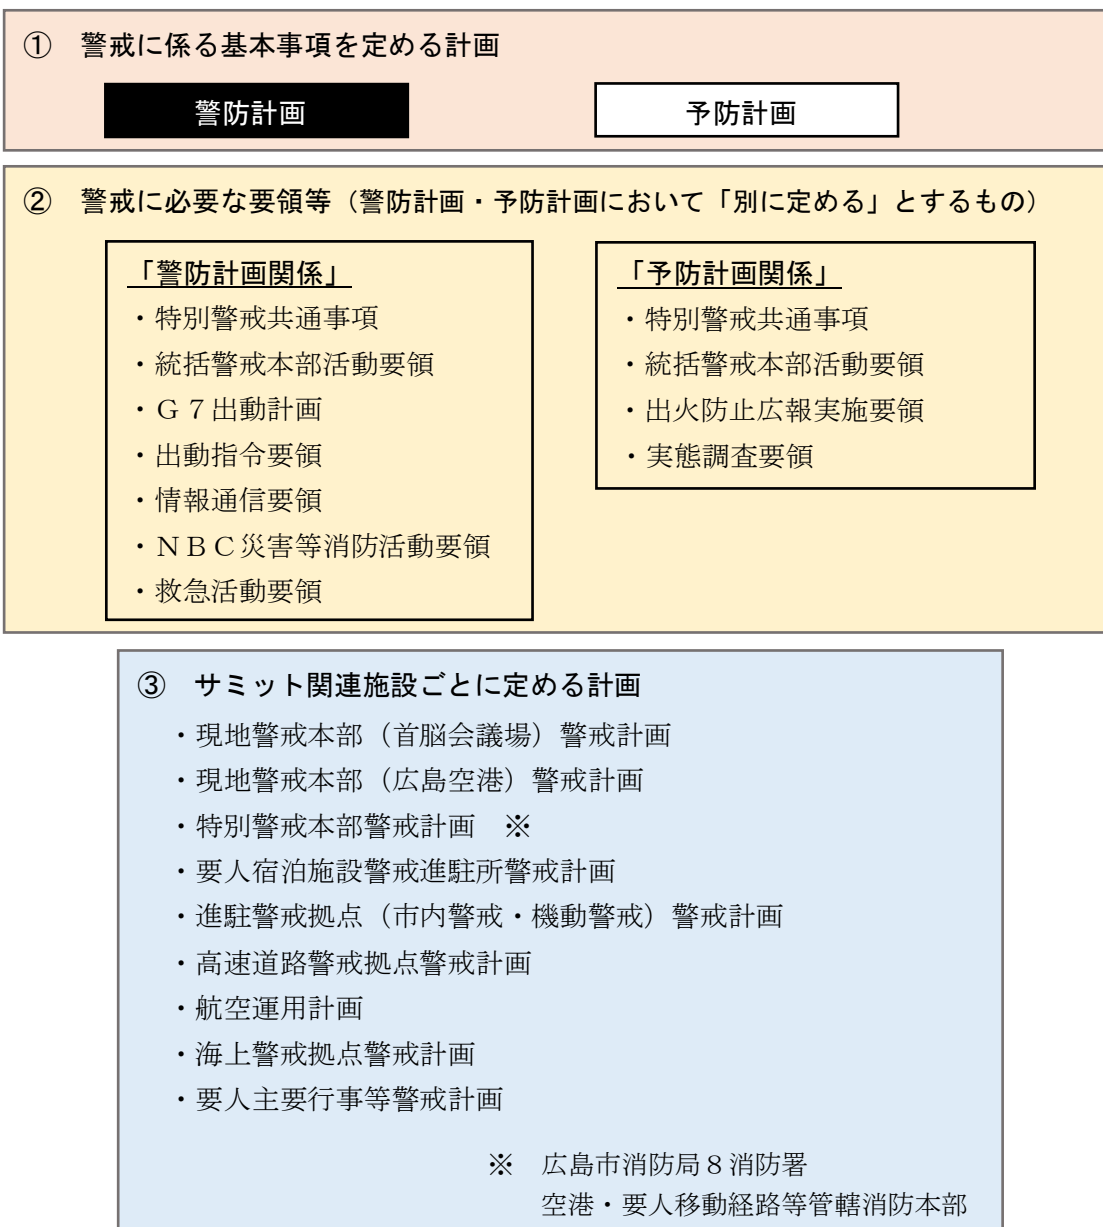 ① 警戒に係る基本事項を定める計画
警防計画
予防計画
② 警戒に必要な要領等（警防計画・予防計画において「別に定める」とするもの）
「警防計画関係」
・特別警戒共通事項
・統括警戒本部活動要領
・Ｇ７出動計画
・出動指令要領
・情報通信要領
・ＮＢＣ災害等消防活動要領
・救急活動要領
「予防計画関係」
・特別警戒共通事項
・統括警戒本部活動要領
・出火防止広報実施要領
・実態調査要領
③ サミット関連施設ごとに定める計画
・現地警戒本部（首脳会議場）警戒計画
・現地警戒本部（広島空港）警戒計画
・特別警戒本部警戒計画　※
・要人宿泊施設警戒進駐所警戒計画
・進駐警戒拠点（市内警戒・機動警戒）警戒計画
・高速道路警戒拠点警戒計画
・航空運用計画
・海上警戒拠点警戒計画
・要人主要行事等警戒計画
※　広島市消防局８消防署
空港・要人移動経路等管轄消防本部